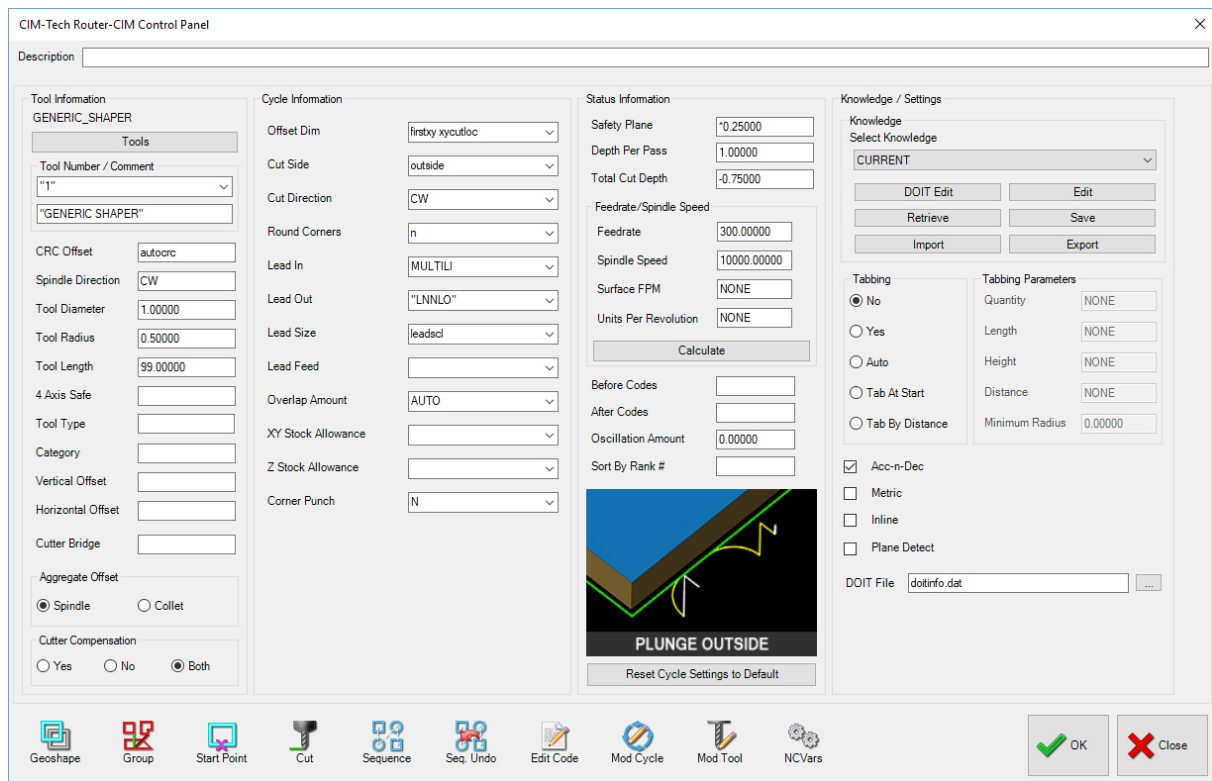 CIM-Tech Router-CIM Control Panel
Description
Tool Information
GENERIC_SHAPER
Tools
Tool Number / Comment
"1"
"GENERIC SHAPER"
CRC Offset autocrc
Spindle Direction CW
Tool Diameter 1.00000
Tool Radius 0.50000
Tool Length 99.00000
4 Axis Safe
Tool Type
Category
Vertical Offset
Horizontal Offset
Cutter Bridge
Aggregate Offset
Spindle Collet
Cutter Compensation
Yes No Both
Cycle Information
Offset Dim firstxy xycutloc
Cut Side outside
Cut Direction CW
Round Corners n
Lead In MULTILI
Lead Out "LNNLO"
Lead Size leadscl
Lead Feed
Overlap Amount AUTO
XY Stock Allowance
Z Stock Allowance
Corner Punch N
Status Information
Safety Plane *0.25000
Depth Per Pass 1.00000
Total Cut Depth -0.75000
Feedrate/Spindle Speed
Feedrate 300.00000
Spindle Speed 10000.00000
Surface FPM NONE
Units Per Revolution NONE
Calculate
Before Codes
After Codes
Oscillation Amount 0.00000
Sort By Rank #
PLUNGE OUTSIDE
Reset Cycle Settings to Default
Knowledge / Settings
Knowledge
Select Knowledge
CURRENT
DOIT Edit Edit
Retrieve Save
Import Export
Tabbing
No
Yes
Auto
Tab At Start
Tab By Distance
Tabbing Parameters
Quantity NONE
Length NONE
Height NONE
Distance NONE
Minimum Radius 0.00000
Acc-n-Dec
Metric
Inline
Plane Detect
DOIT File doitinfo.dat ...
Geoshape Group Start Point Cut Sequence Seq. Undo Edit Code Mod Cycle Mod Tool NCVars OK Close